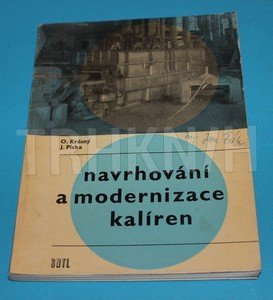 O. Krásný
J. Picka
navrhování
a modernizace
kalíren
SNTL